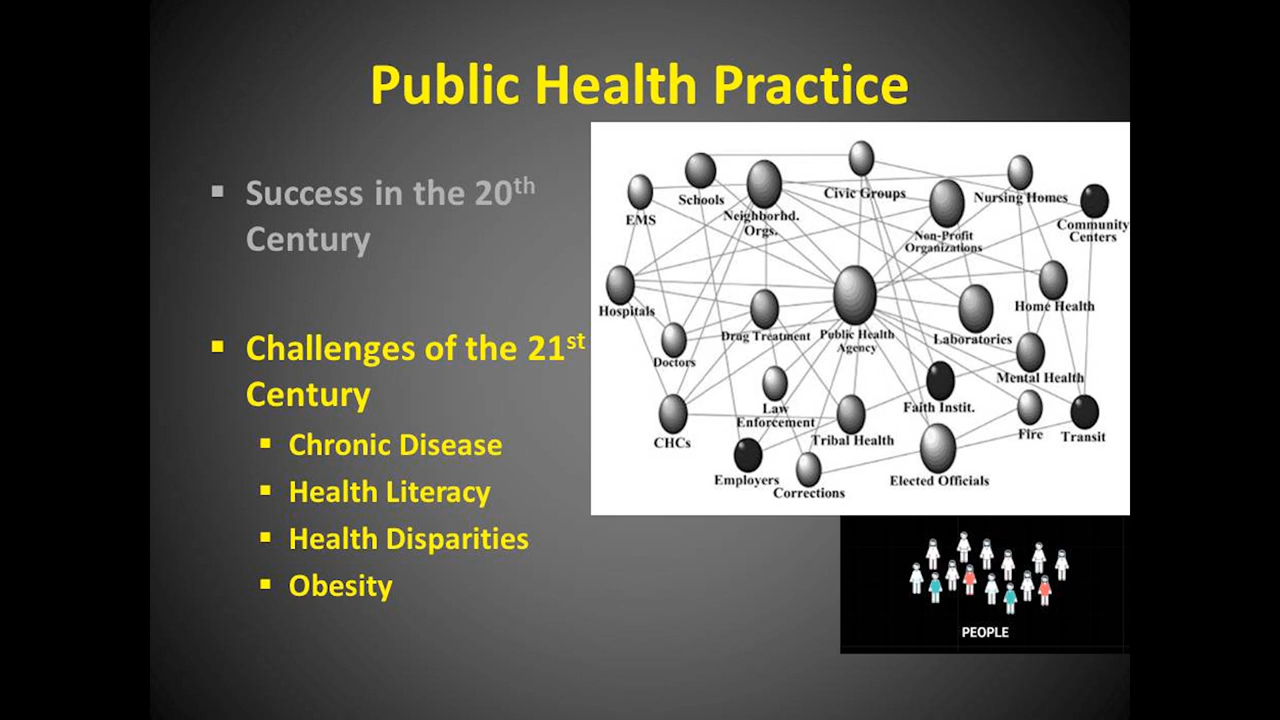 Public Health Practice
▪ Success in the 20th
Century
▪ Challenges of the 21st
Century
▪ Chronic Disease
▪ Health Literacy
▪ Health Disparities
▪ Obesity
EMS
Schools
Neighborhd.
Orgs.
Civic Groups
Non-Profit
Organizations
Nursing Homes
Community
Centers
Hospitals
Doctors
Drag Treatment
Public Health
Agency
Laboratories
Home Health
Mental Health
CHCs
Law
Enforcement
Tribal Health
Faith Instit.
Fire
Transit
Employers
Corrections
Elected Officials
PEOPLE